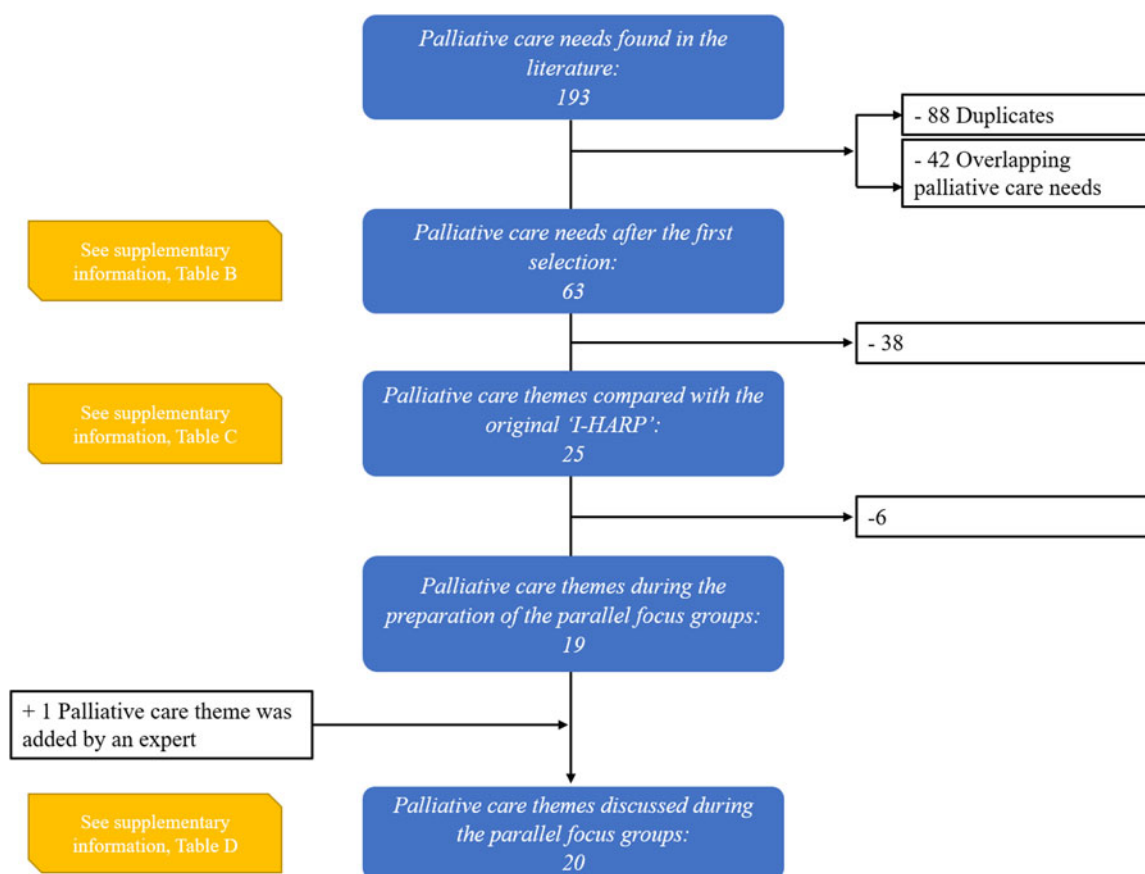 Palliative care needs found in the
literature:
193
- 88 Duplicates
- 42 Overlapping
palliative care needs
See supplementary
information, Table B
Palliative care needs after the first
selection:
63
- 38
See supplementary
information, Table C
Palliative care themes compared with the
original ‘I-HARP’:
25
-6
Palliative care themes during the
preparation of the parallel focus groups:
19
+ 1 Palliative care theme was
added by an expert
See supplementary
information, Table D
Palliative care themes discussed during
the parallel focus groups:
20